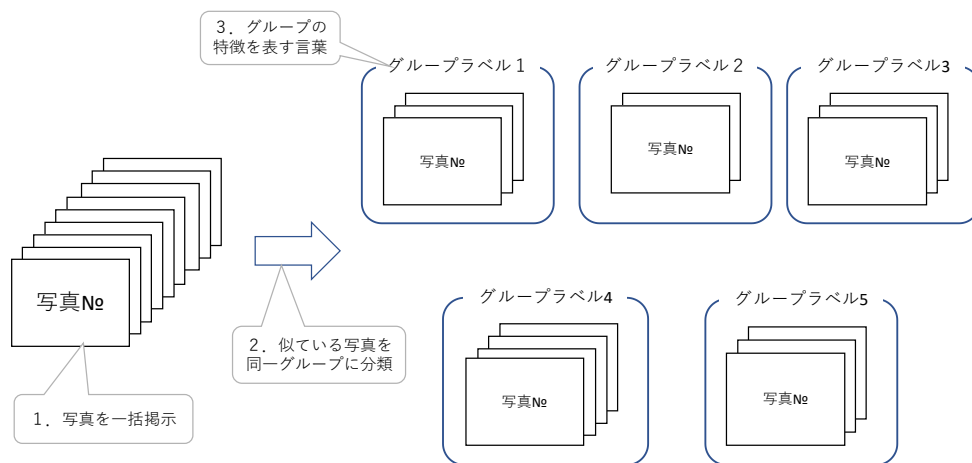 3．グループの
特徴を表す言葉
グループラベル１
グループラベル２
グループラベル3
写真№
写真№
写真№
写真№
2．似ている写真を
同一グループに分類
1．写真を一括掲示
グループラベル4
グループラベル5
写真№
写真№